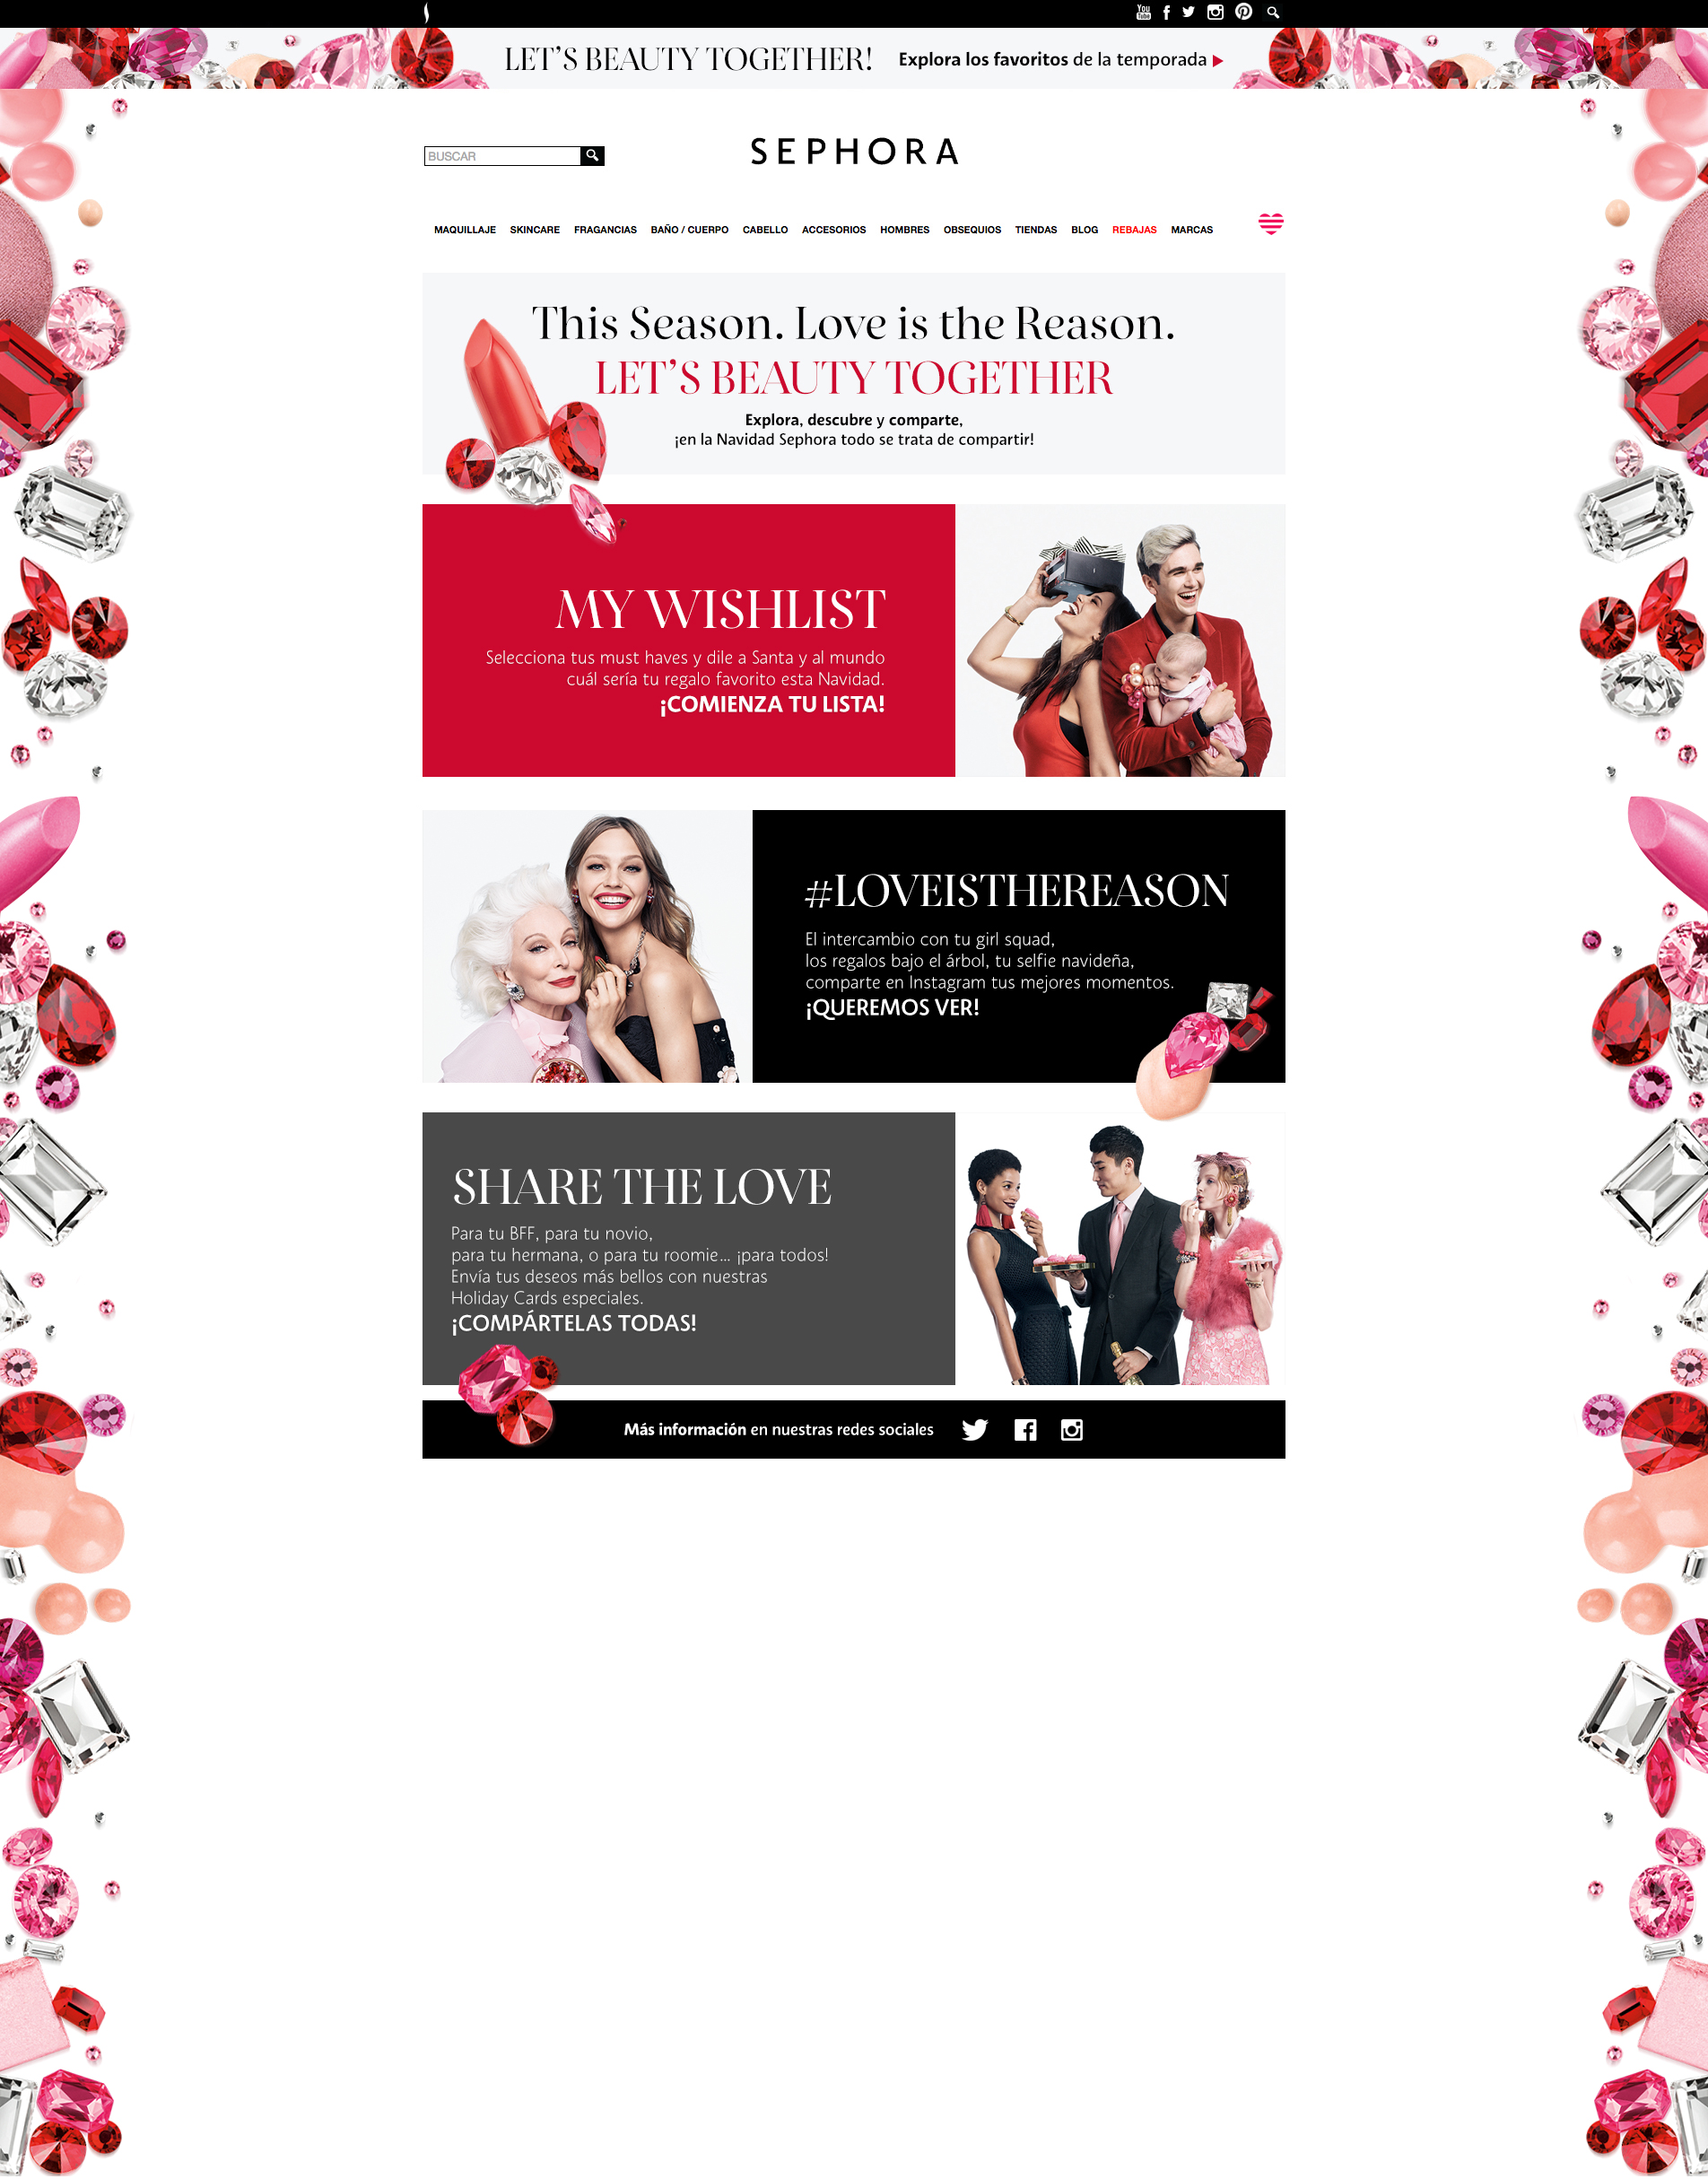 You
Tube
LET'S BEAUTY TOGETHER! Explora los favoritos de la temporada
BUSCAR
SEPHORA
MAQUILLAJE SKINCARE FRAGANCIAS BAÑO / CUERPO CABELLO ACCESORIOS HOMBRES OBSEQUIOS TIENDAS BLOG REBAJAS MARCAS
This Season. Love is the Reason.
LET'S BEAUTY TOGETHER
Explora, descubre y comparte,
¡en la Navidad Sephora todo se trata de compartir!
MY WISHLIST
Selecciona tus must haves y dile a Santa y al mundo
cuál sería tu regalo favorito esta Navidad.
¡COMIENZA TU LISTA!
#LOVEISTHEREASON
El intercambio con tu girl squad,
los regalos bajo el árbol, tu selfie navideña,
comparte en Instagram tus mejores momentos.
¡QUEREMOS VER!
SHARE THE LOVE
Para tu BFF, para tu novio,
para tu hermana, o para tu roomie... ¡para todos!
Envía tus deseos más bellos con nuestras
Holiday Cards especiales.
¡COMPÁRTELAS TODAS!
Más información en nuestras redes sociales